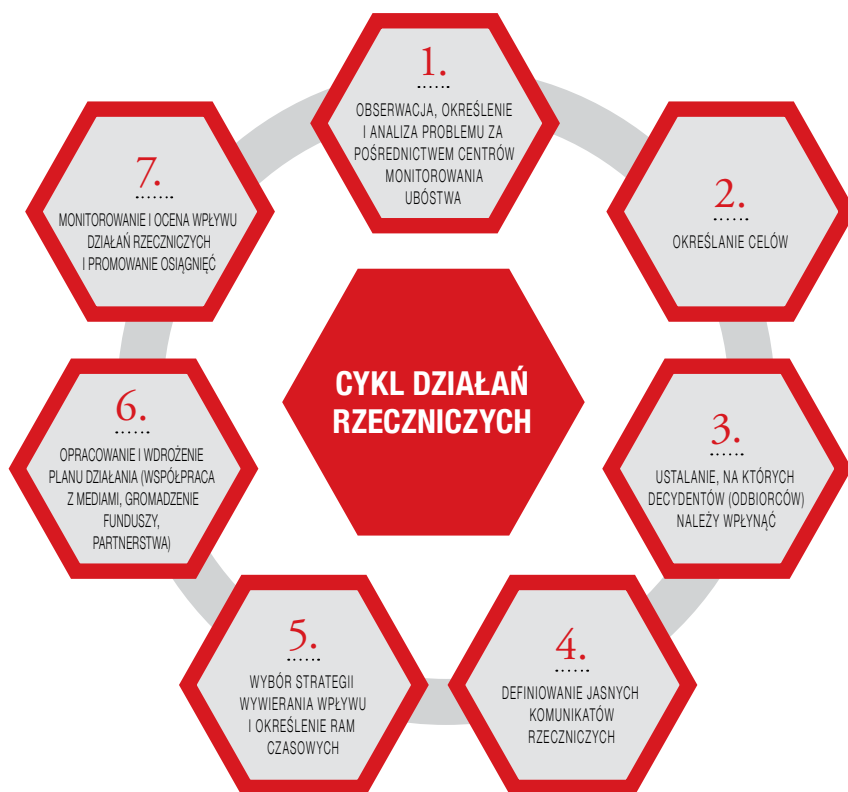 1.
OBSERWACJA, OKREŚLENIE
I ANALIZA PROBLEMU ZA
POŚREDNICTWEM CENTRÓW
MONITOROWANIA
UBÓSTWA
2.
OKREŚLANIE CELÓW
3.
USTALANIE, NA KTÓRYCH
DECYDENTÓW (ODBIORCÓW)
NALEŻY WPŁYNĄĆ
4.
DEFINIOWANIE JASNYCH
KOMUNIKATÓW
RZECZNICZYCH
5.
WYBÓR STRATEGII
WYWIERANIA WPŁYWU
I OKREŚLENIE RAM
CZASOWYCH
6.
OPRACOWANIE I WDROŻENIE
PLANU DZIAŁANIA (WSPÓŁPRACA
Z MEDIAMI, GROMADZENIE
FUNDUSZY,
PARTNERSTWA)
7.
MONITOROWANIE I OCENA WPŁYWU
DZIAŁAŃ RZECZNICZYCH
I PROMOWANIE OSIĄGNIĘĆ
CYKL DZIAŁAŃ
RZECZNICZYCH